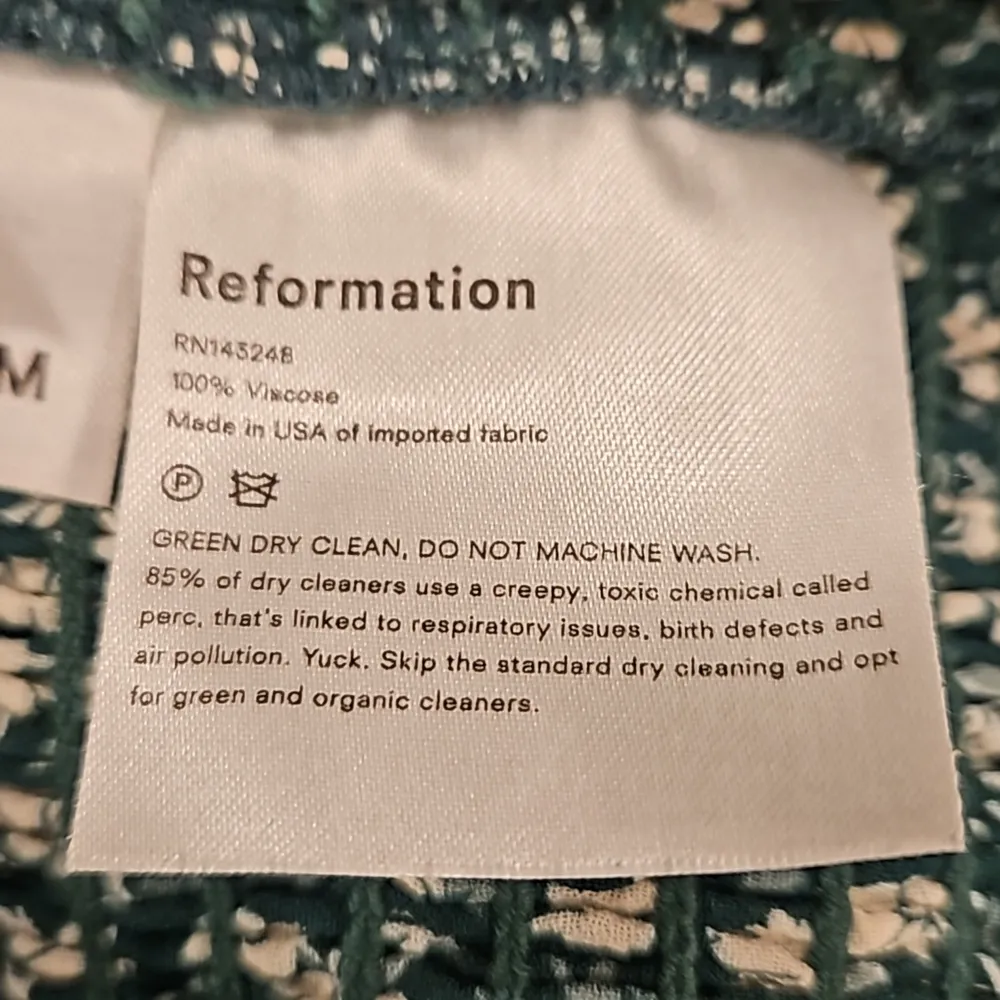 M
Reformation
RN143248
100% Viscose
Made in USA of imported fabric
P
GREEN DRY CLEAN, DO NOT MACHINE WASH.
85% of dry cleaners use a creepy, toxic chemical called
perc, that's linked to respiratory issues, birth defects and
air pollution. Yuck. Skip the standard dry cleaning and opt
for green and organic cleaners.